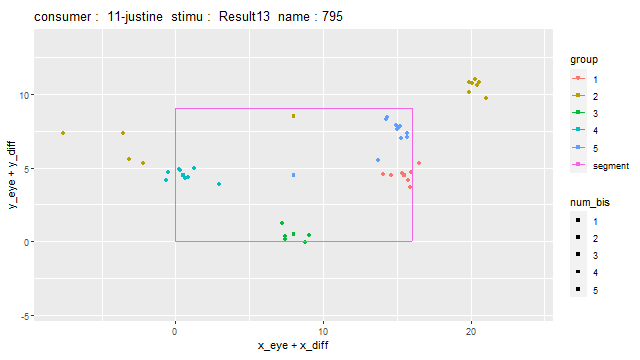 consumer :  11-justine  stimu :  Result13  name : 795
10
5
0
-5
y_eye + y_diff
0
10
20
x_eye + x_diff
group
1
2
3
4
5
segment
num_bis
1
2
3
4
5